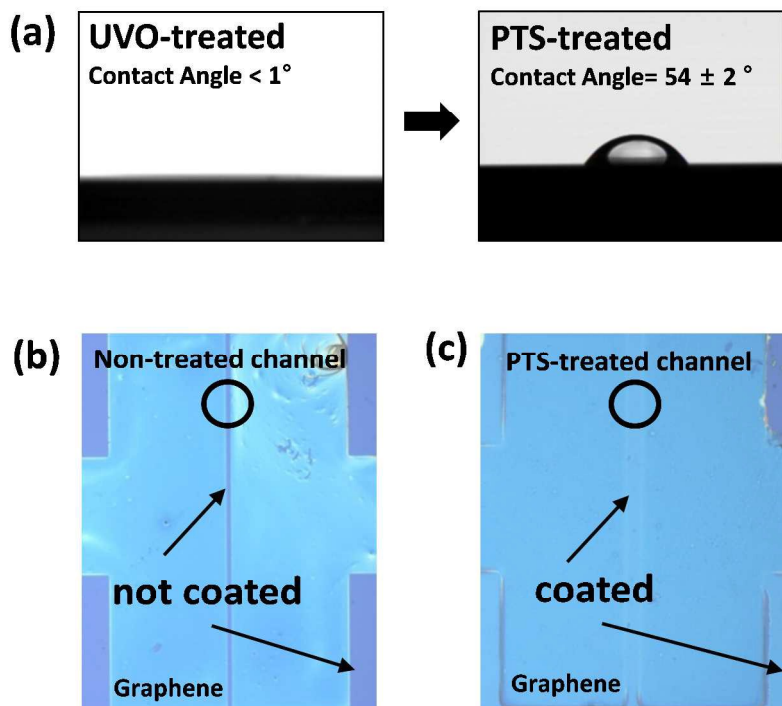 (a)
UVO-treated
Contact Angle < 1°
PTS-treated
Contact Angle= 54 ± 2 °
(b)
Non-treated channel
not coated
Graphene
(c)
PTS-treated channel
coated
Graphene